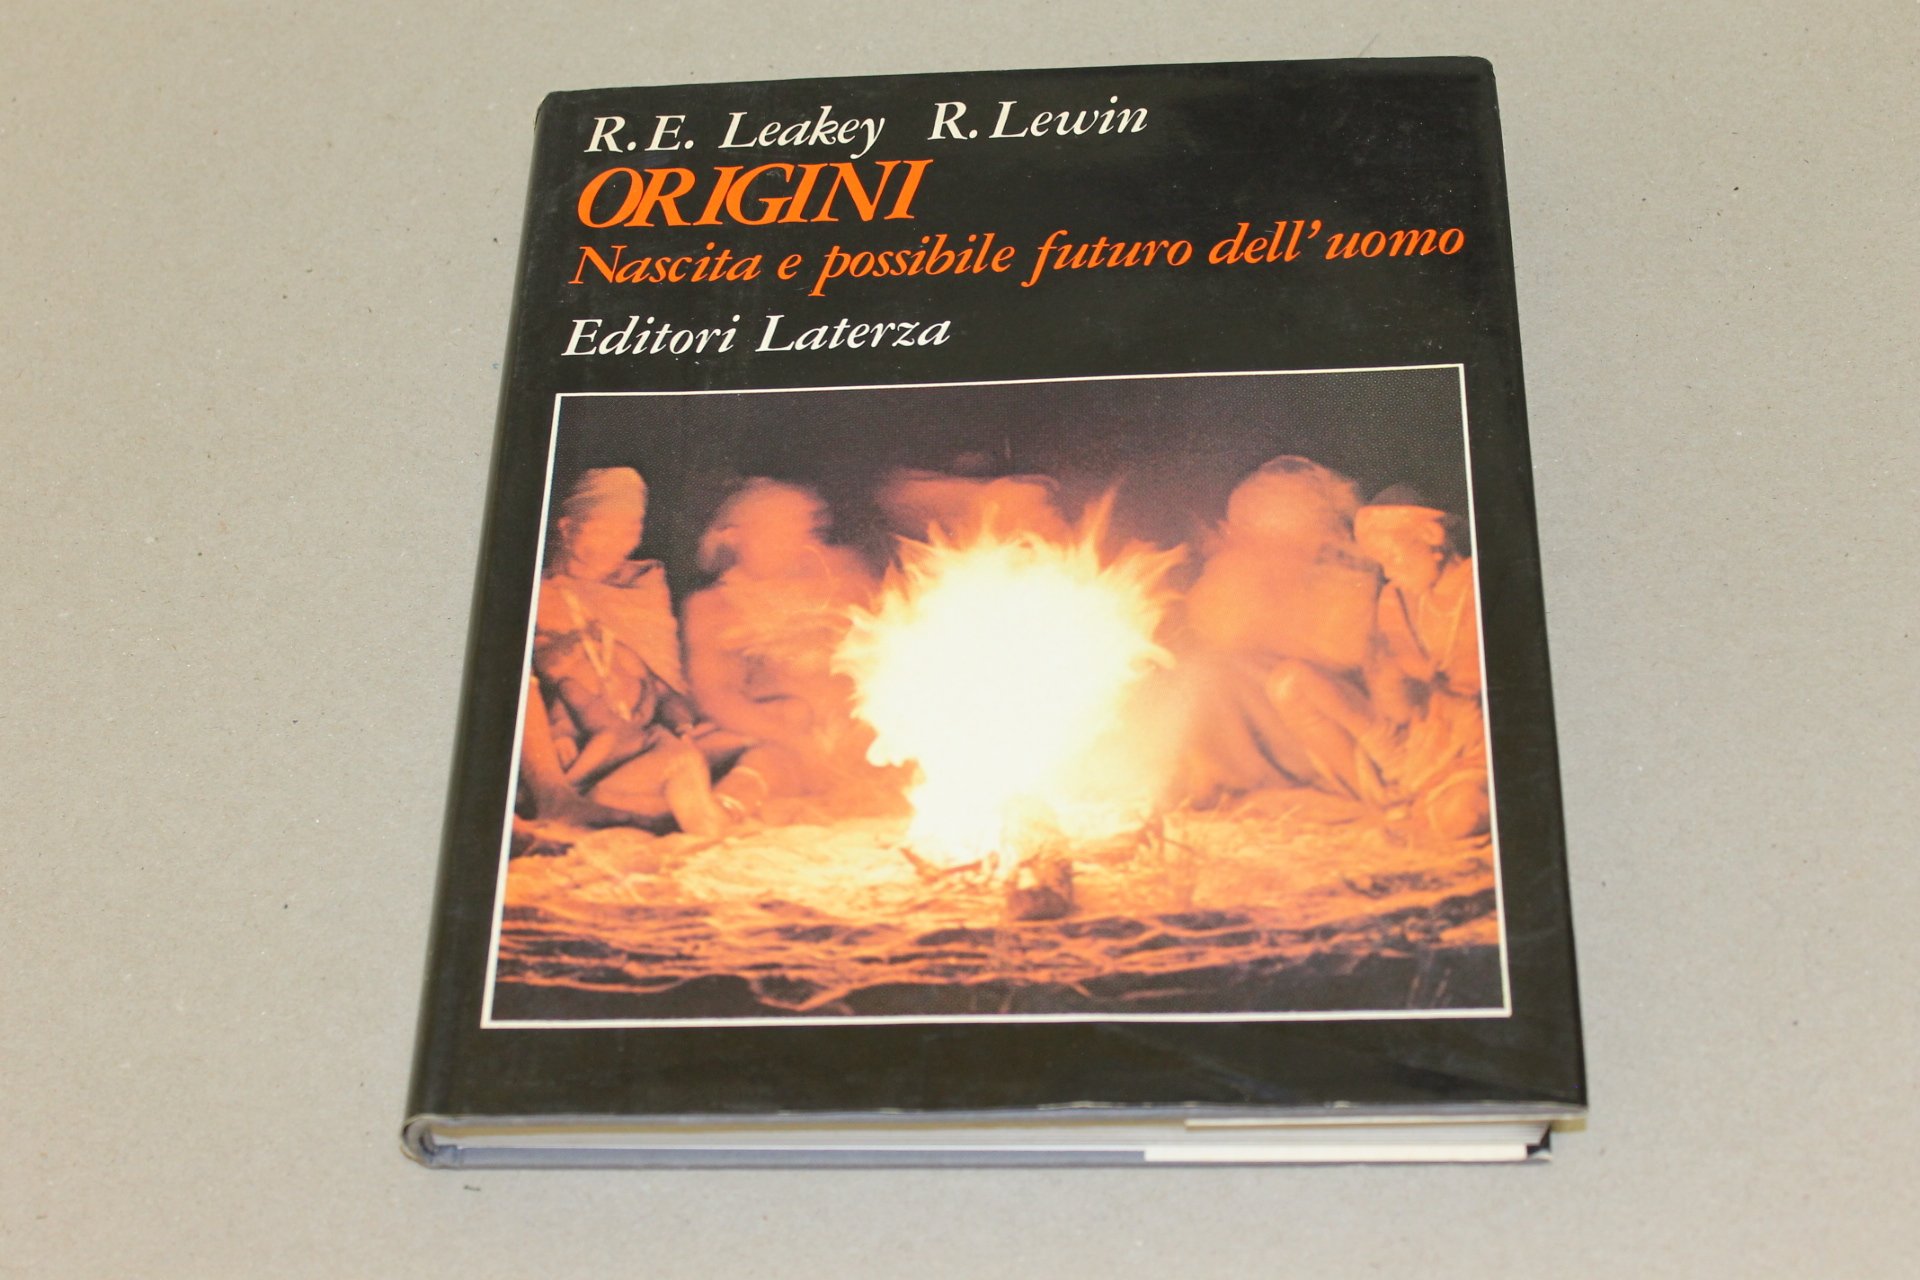 R.E. Leakey R. Lewin
ORIGINI
Nascita e possibile futuro dell'uomo
Editori Laterza